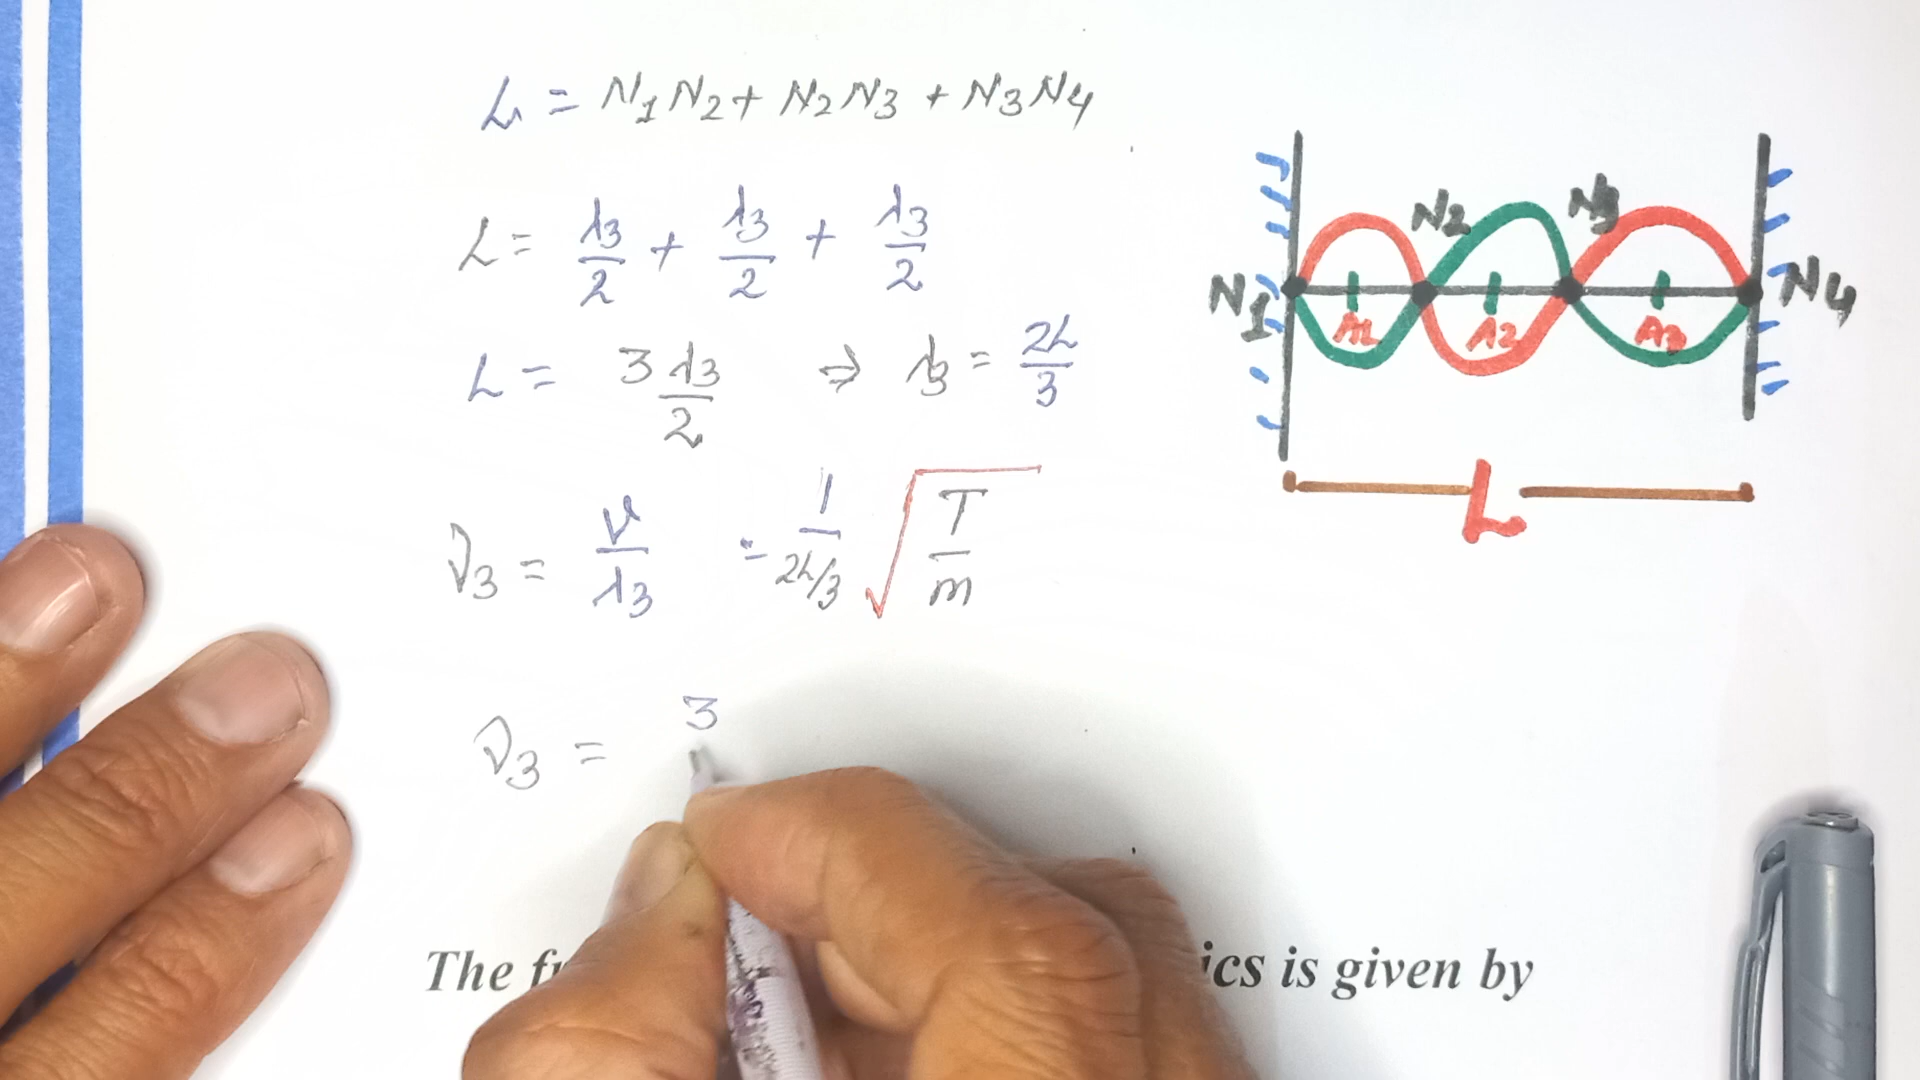 L = N1N2 + N2N3 + N3N4
L = λ3/2 + λ3/2 + λ3/2
L = 3λ3/2 ⇒ λ3 = 2L/3
ν3 = v/λ3 = 1/(2L/3) √(T/m)
ν3 = 3
The
ics is given by
N1 N2 N3 N4
A1 A2 A3
L